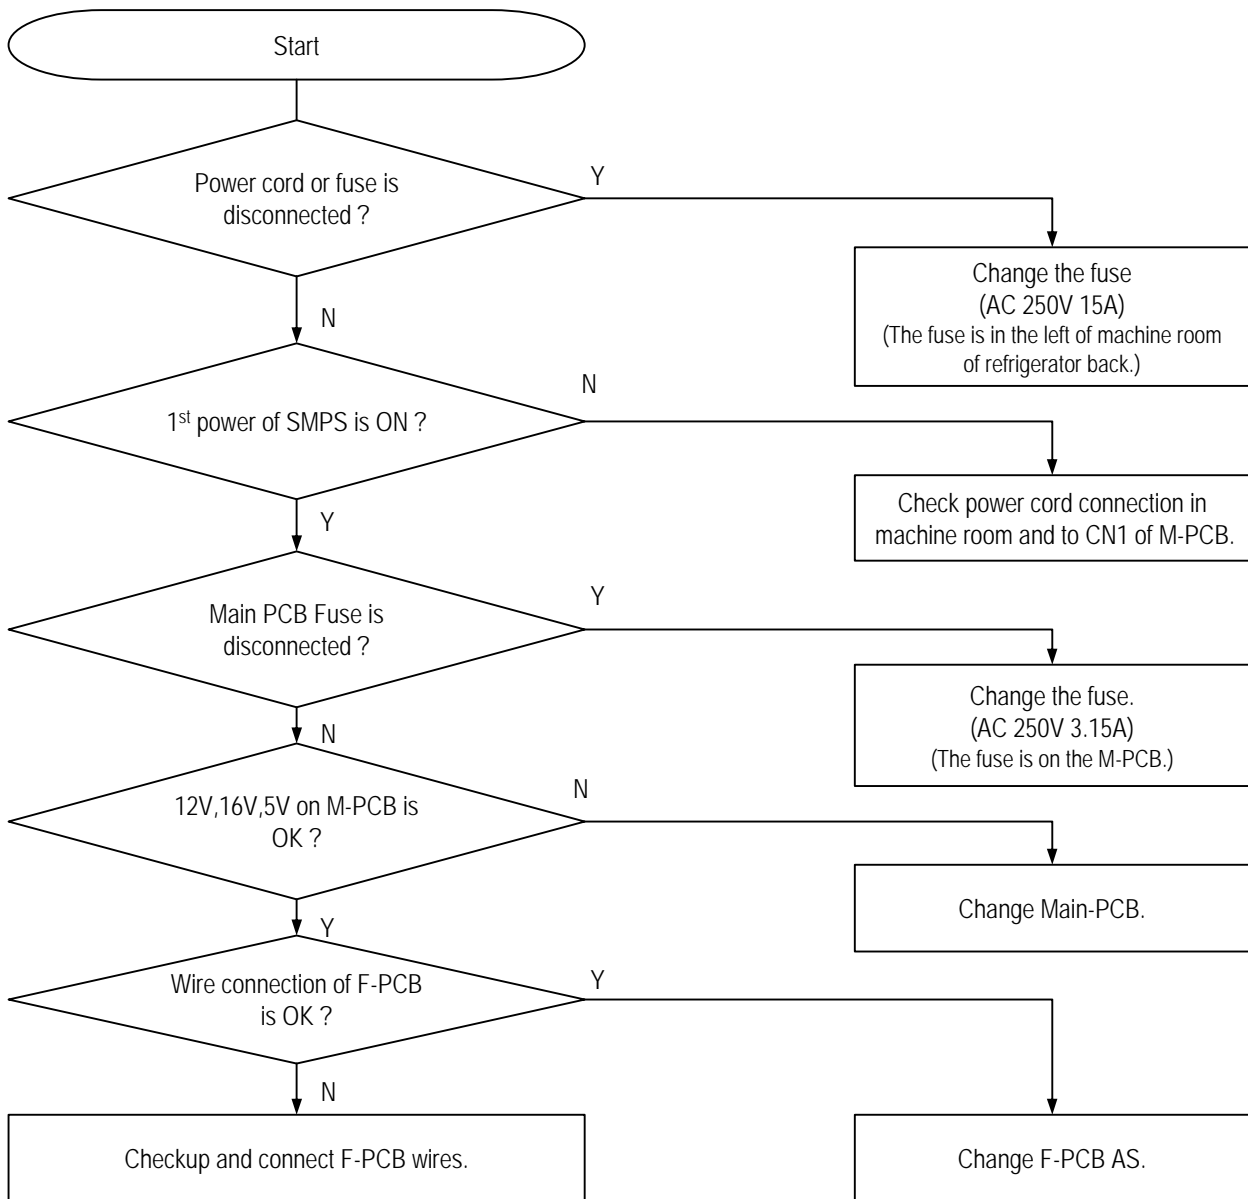 Start
Power cord or fuse is
disconnected ?
Y
Change the fuse
(AC 250V 15A)
(The fuse is in the left of machine room
of refrigerator back.)
N
1st power of SMPS is ON ?
N
Check power cord connection in
machine room and to CN1 of M-PCB.
Y
Main PCB Fuse is
disconnected ?
Y
Change the fuse.
(AC 250V 3.15A)
(The fuse is on the M-PCB.)
N
12V,16V,5V on M-PCB is
OK ?
N
Change Main-PCB.
Y
Wire connection of F-PCB
is OK ?
Y
Change F-PCB AS.
N
Checkup and connect F-PCB wires.